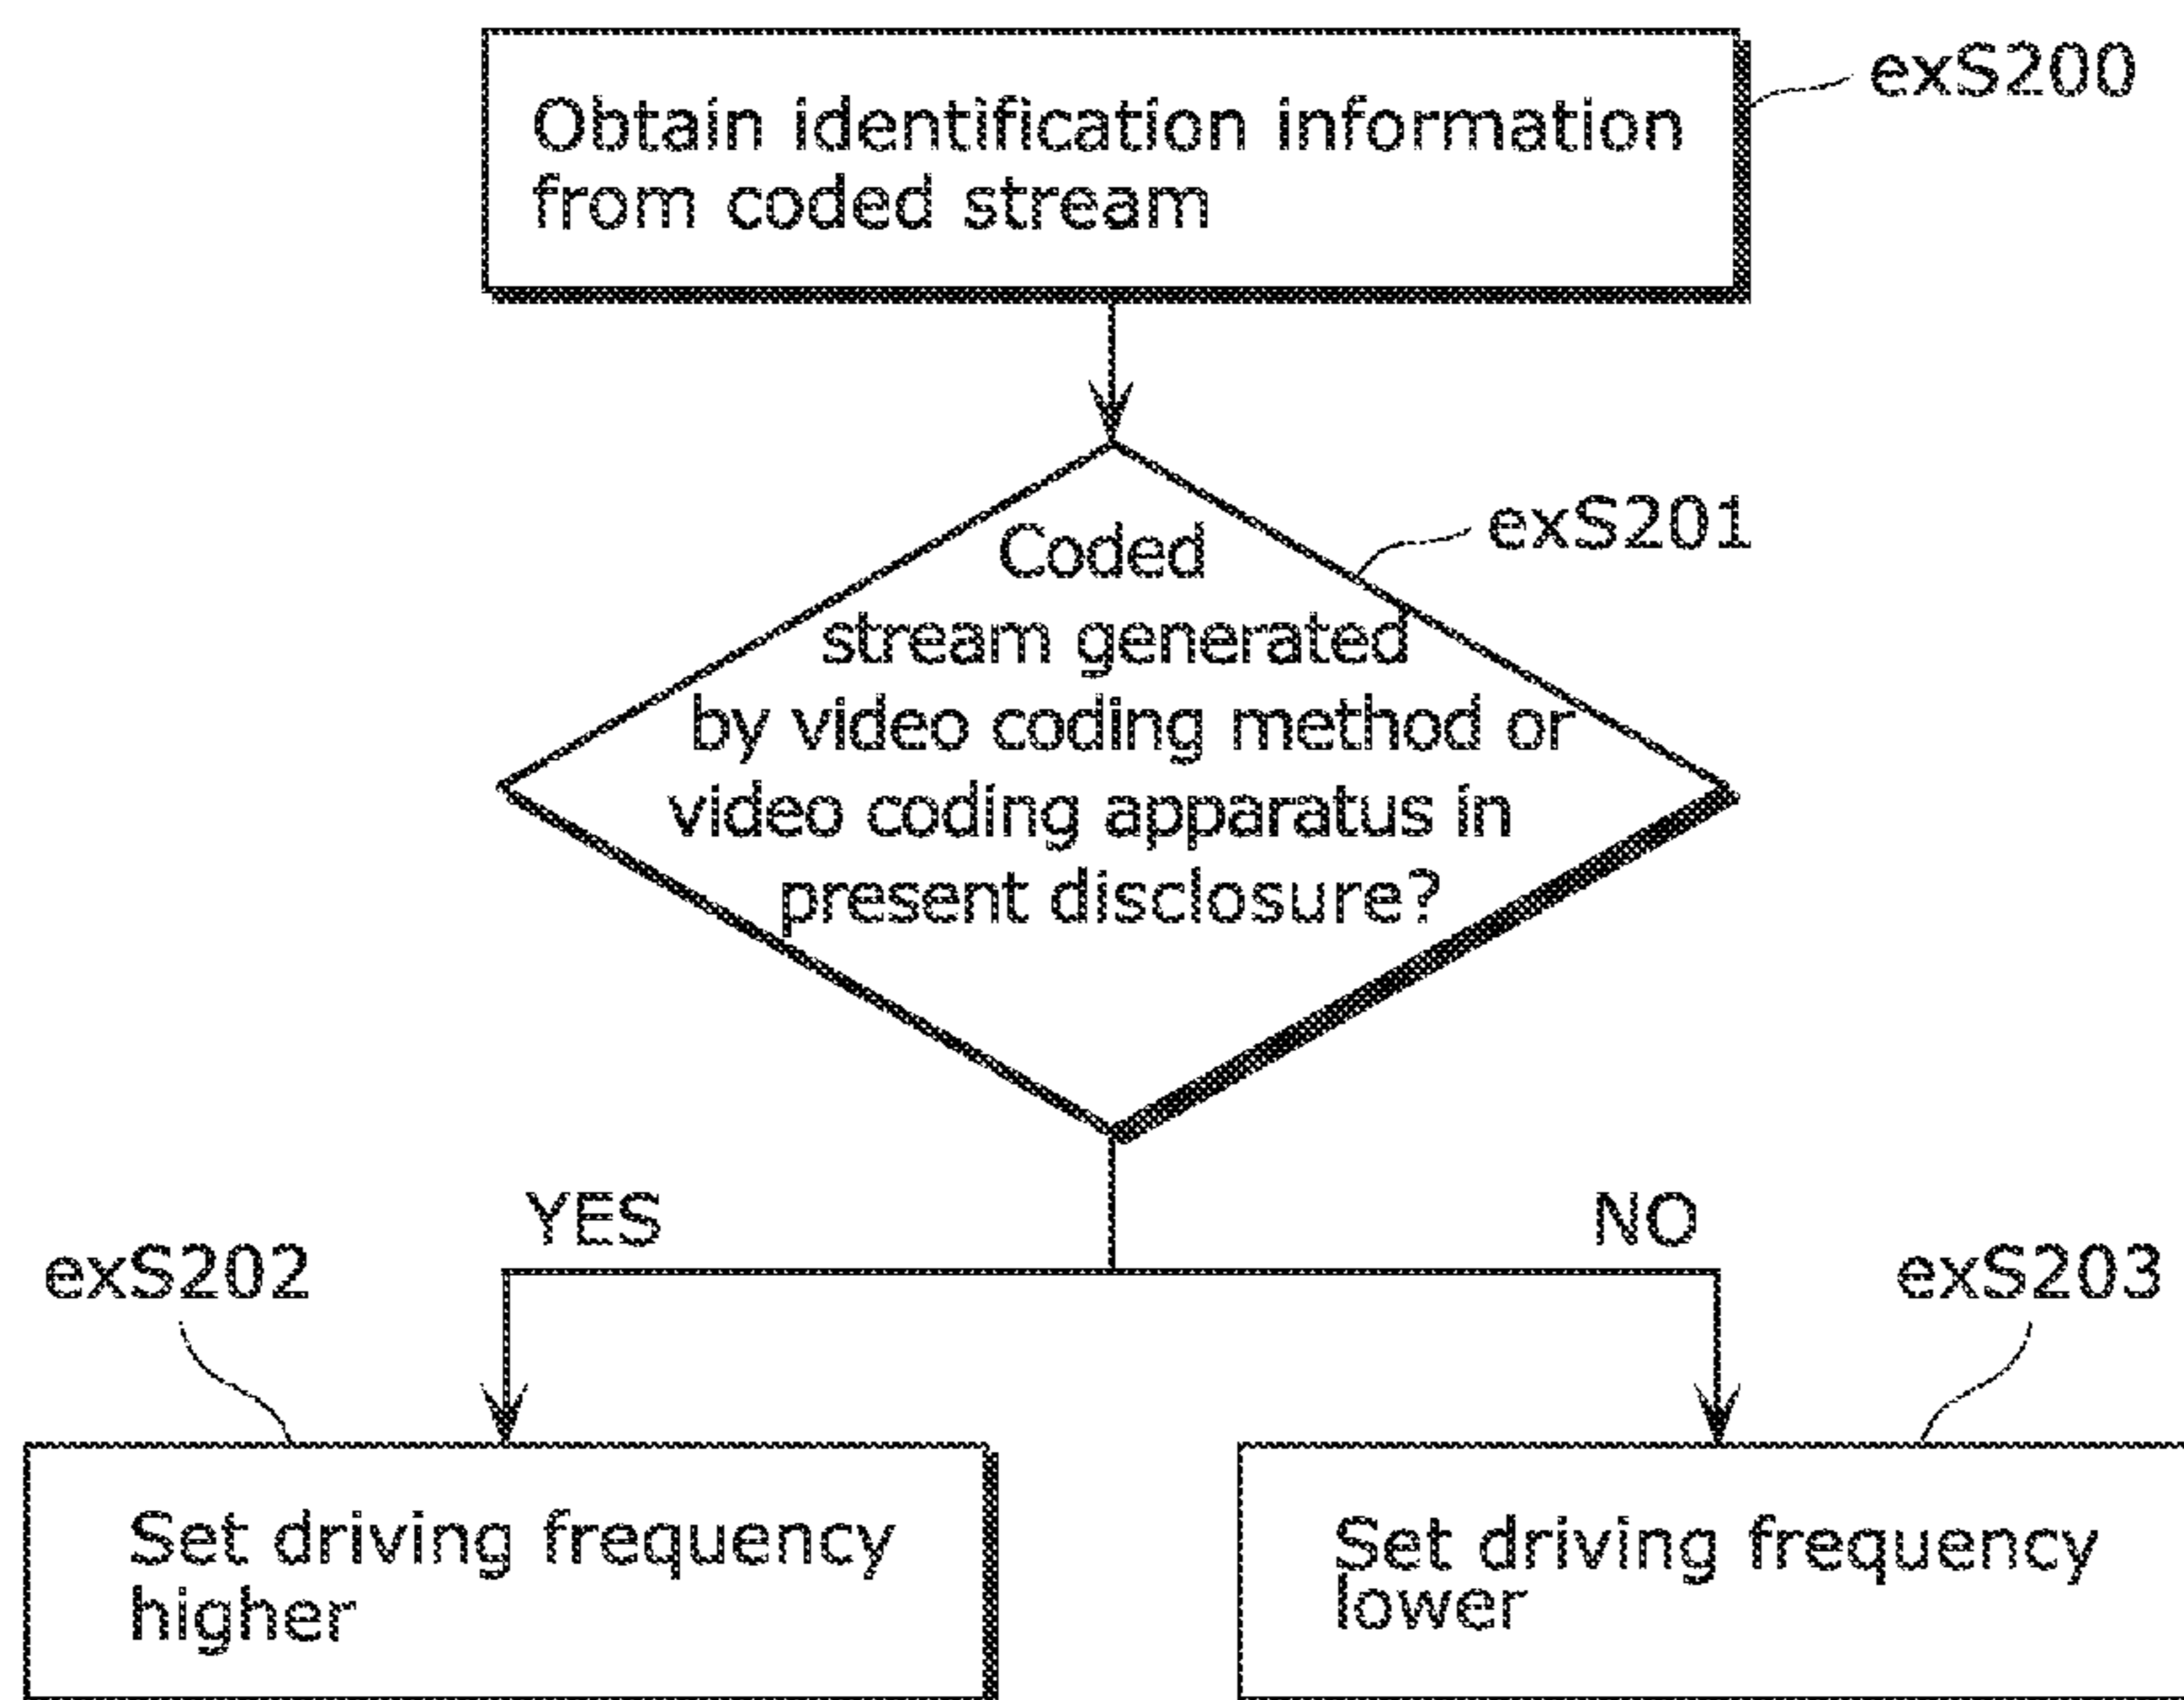 exS200
Obtain identification information
from coded stream
exS201
Coded
stream generated
by video coding method or
video coding apparatus in
present disclosure?
YES
NO
exS202
exS203
Set driving frequency
higher
Set driving frequency
lower